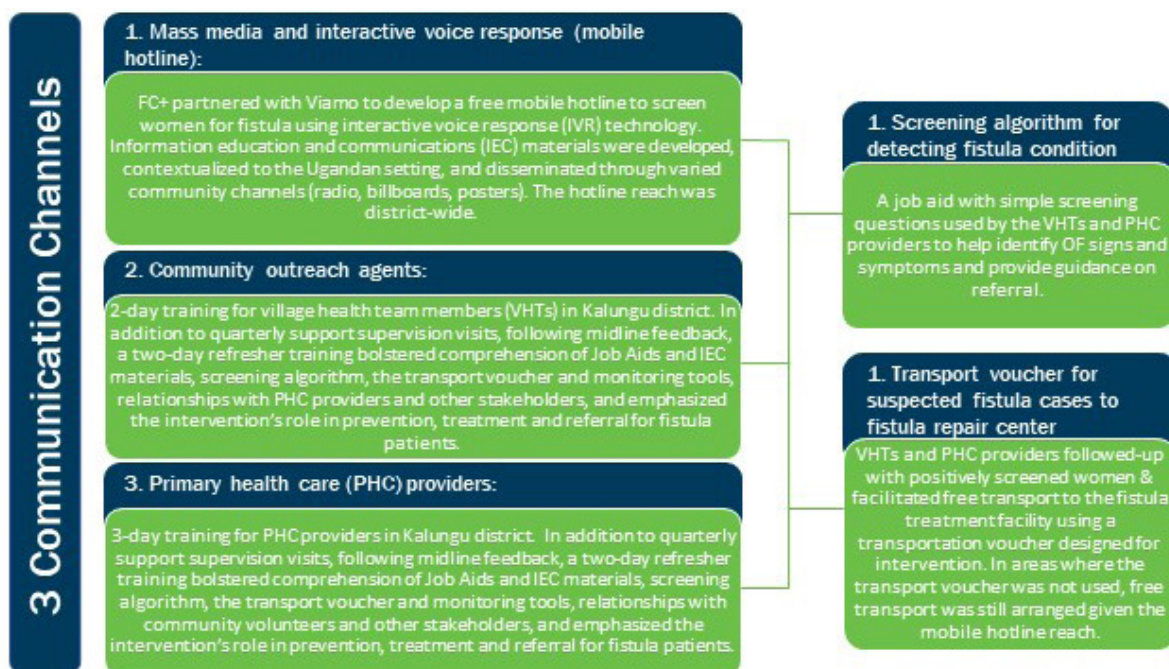 3 Communication Channels
1. Mass media and interactive voice response (mobile
hotline):
FC+ partnered with Viamo to develop a free mobile hotline to screen
women for fistula using interactive voice response (IVR) technology.
Information education and communications (IEC) materials were developed,
contextualized to the Ugandan setting, and disseminated through varied
community channels (radio, billboards, posters). The hotline reach was
district-wide.
2. Community outreach agents:
2-day training for village health team members (VHTs) in Kalungu district. In
addition to quarterly support supervision visits, following midline feedback,
a two-day refresher training bolstered comprehension of Job Aids and IEC
materials, screening algorithm, the transport voucher and monitoring tools,
relationships with PHC providers and other stakeholders, and emphasized
the intervention's role in prevention, treatment and referral for fistula
patients.
3. Primary health care (PHC) providers:
3-day training for PHC providers in Kalungu district. In addition to quarterly
support supervision visits, following midline feedback, a two-day refresher
training bolstered comprehension of Job Aids and IEC materials, screening
algorithm, the transport voucher and monitoring tools, relationships with
community volunteers and other stakeholders, and emphasized the
intervention's role in prevention, treatment and referral for fistula patients.
1. Screening algorithm for
detecting fistula condition
A job aid with simple screening
questions used by the VHTs and PHC
providers to help identify OF signs and
symptoms and provide guidance on
referral.
1. Transport voucher for
suspected fistula cases to
fistula repair center
VHTs and PHC providers followed-up
with positively screened women &
facilitated free transport to the fistula
treatment facility using a
transportation voucher designed for
intervention. In areas where the
transport voucher was not used, free
transport was still arranged given the
mobile hotline reach.